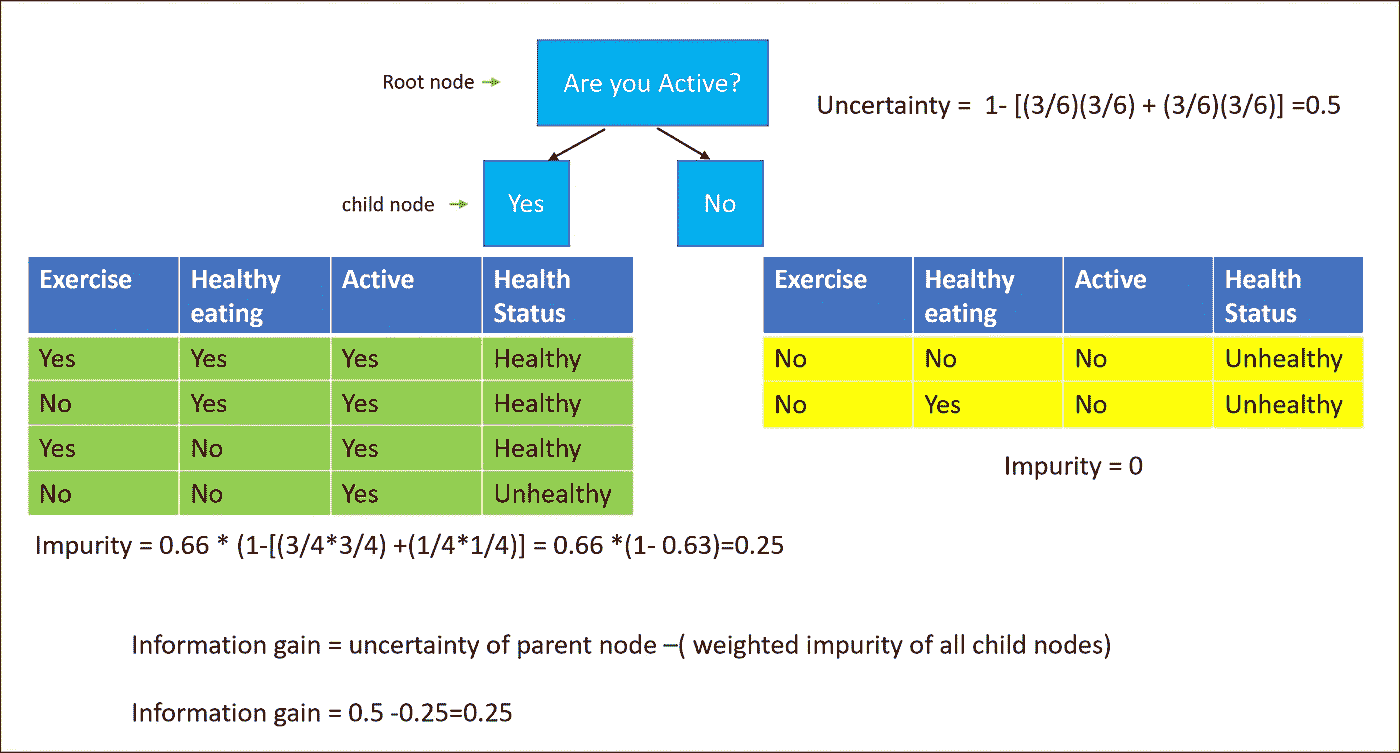 Root node
Are you Active?
Uncertainty = 1- [(3/6)(3/6) + (3/6)(3/6)] =0.5
child node
Yes
No
Exercise Healthy eating Active Health Status
Yes Yes Yes Healthy
No Yes Yes Healthy
Yes No Yes Healthy
No No Yes Unhealthy
Impurity = 0.66 * (1-[(3/4*3/4) +(1/4*1/4)] = 0.66 *(1- 0.63)=0.25
Exercise Healthy eating Active Health Status
No No No Unhealthy
No Yes No Unhealthy
Impurity = 0
Information gain = uncertainty of parent node –( weighted impurity of all child nodes)
Information gain = 0.5 -0.25=0.25